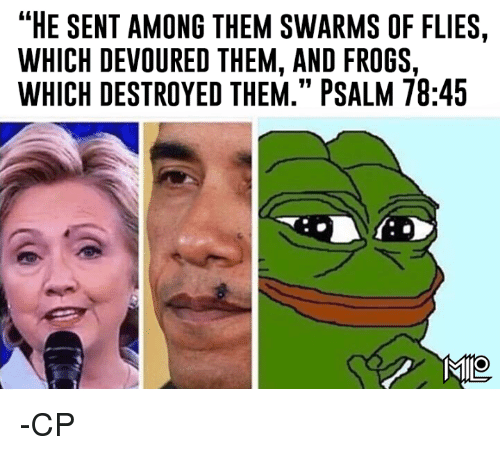 “HE SENT AMONG THEM SWARMS OF FLIES,
WHICH DEVOURED THEM, AND FROGS,
WHICH DESTROYED THEM.” PSALM 78:45
MILO
-CP